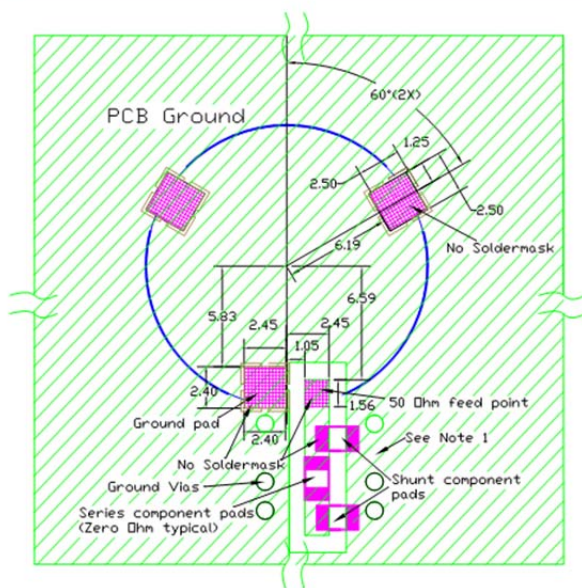 60°(2X)
PCB Ground
1.25
2.50
2.50
No Soldermask
6.19
5.83
6.59
2.45
2.45
1.05
2.40
1.56
50 Ohm feed point
Ground pad
2.40
See Note 1
No Soldermask
Ground Vias
Shunt component
pads
Series component pads
(Zero Ohm typical)